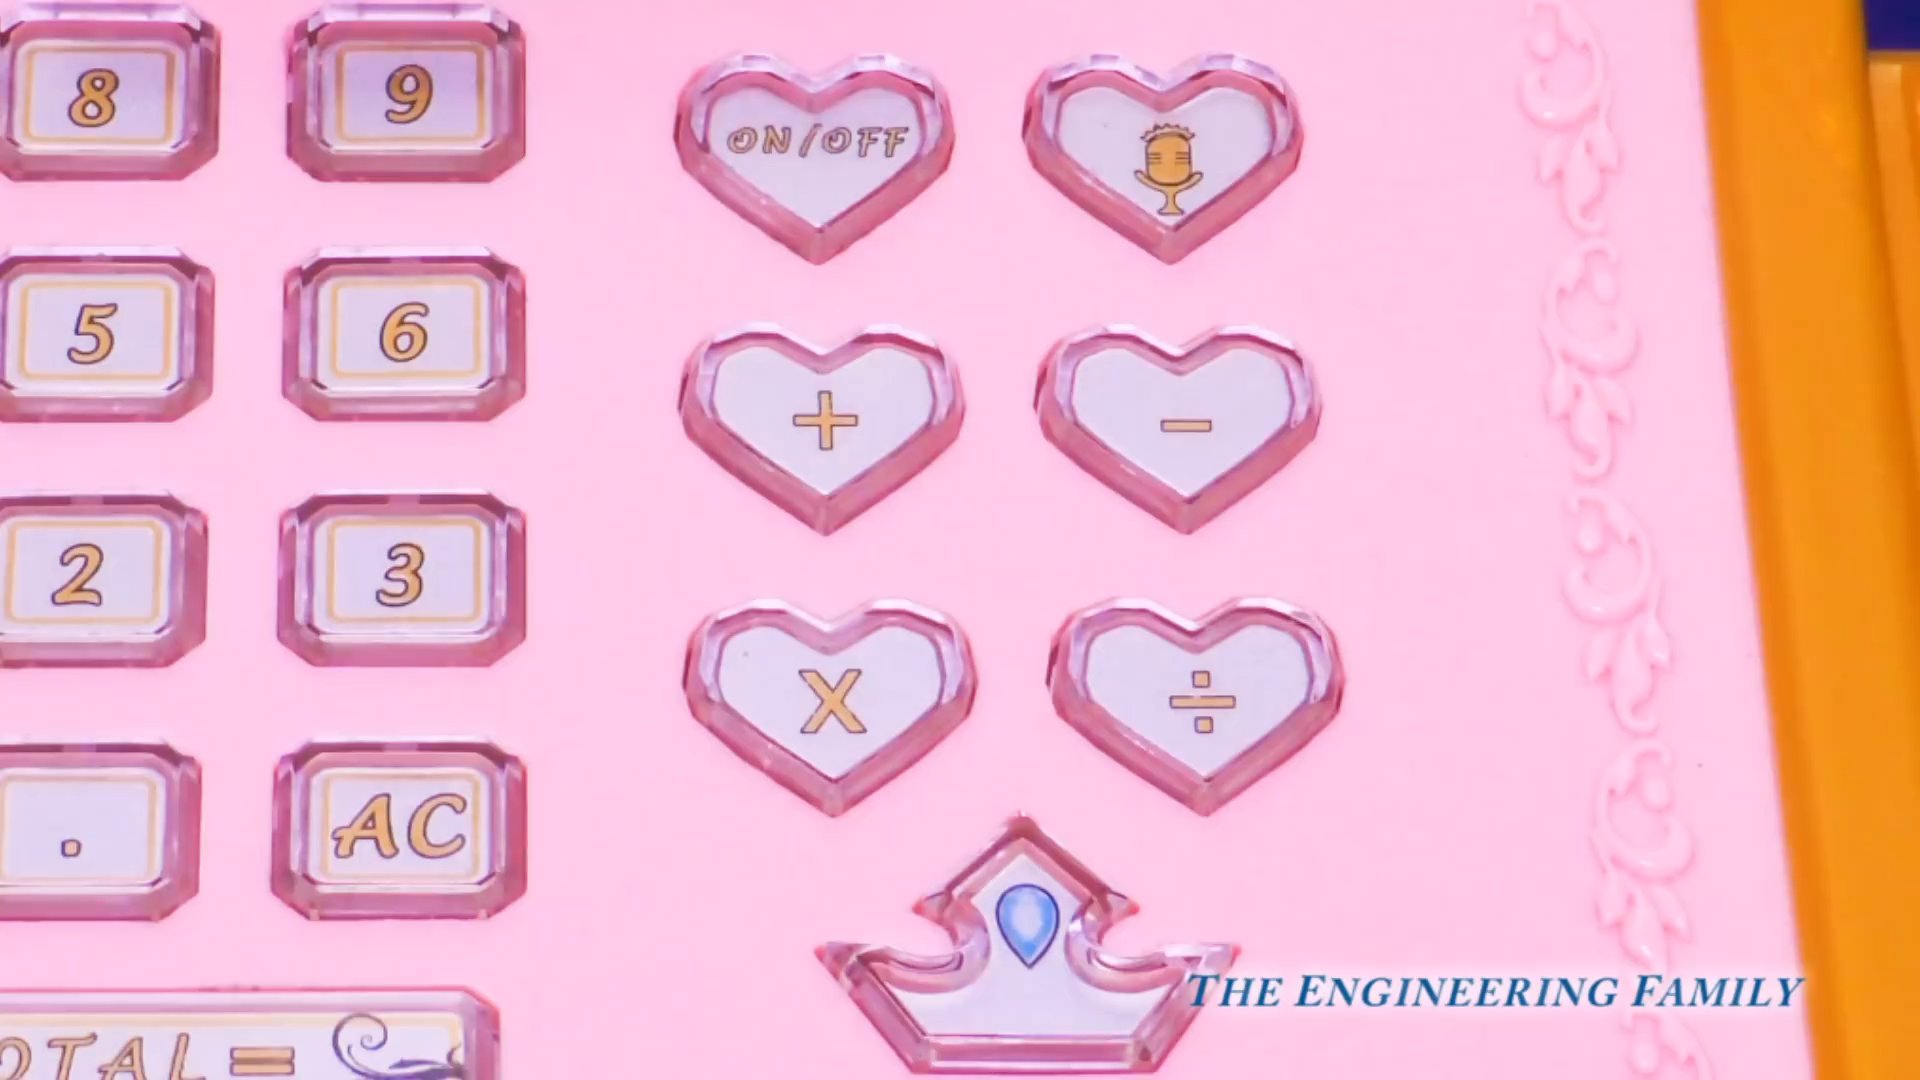 8 9 ON/OFF
5 6 + -
2 3 X ÷
. AC
OTAL =
THE ENGINEERING FAMILY